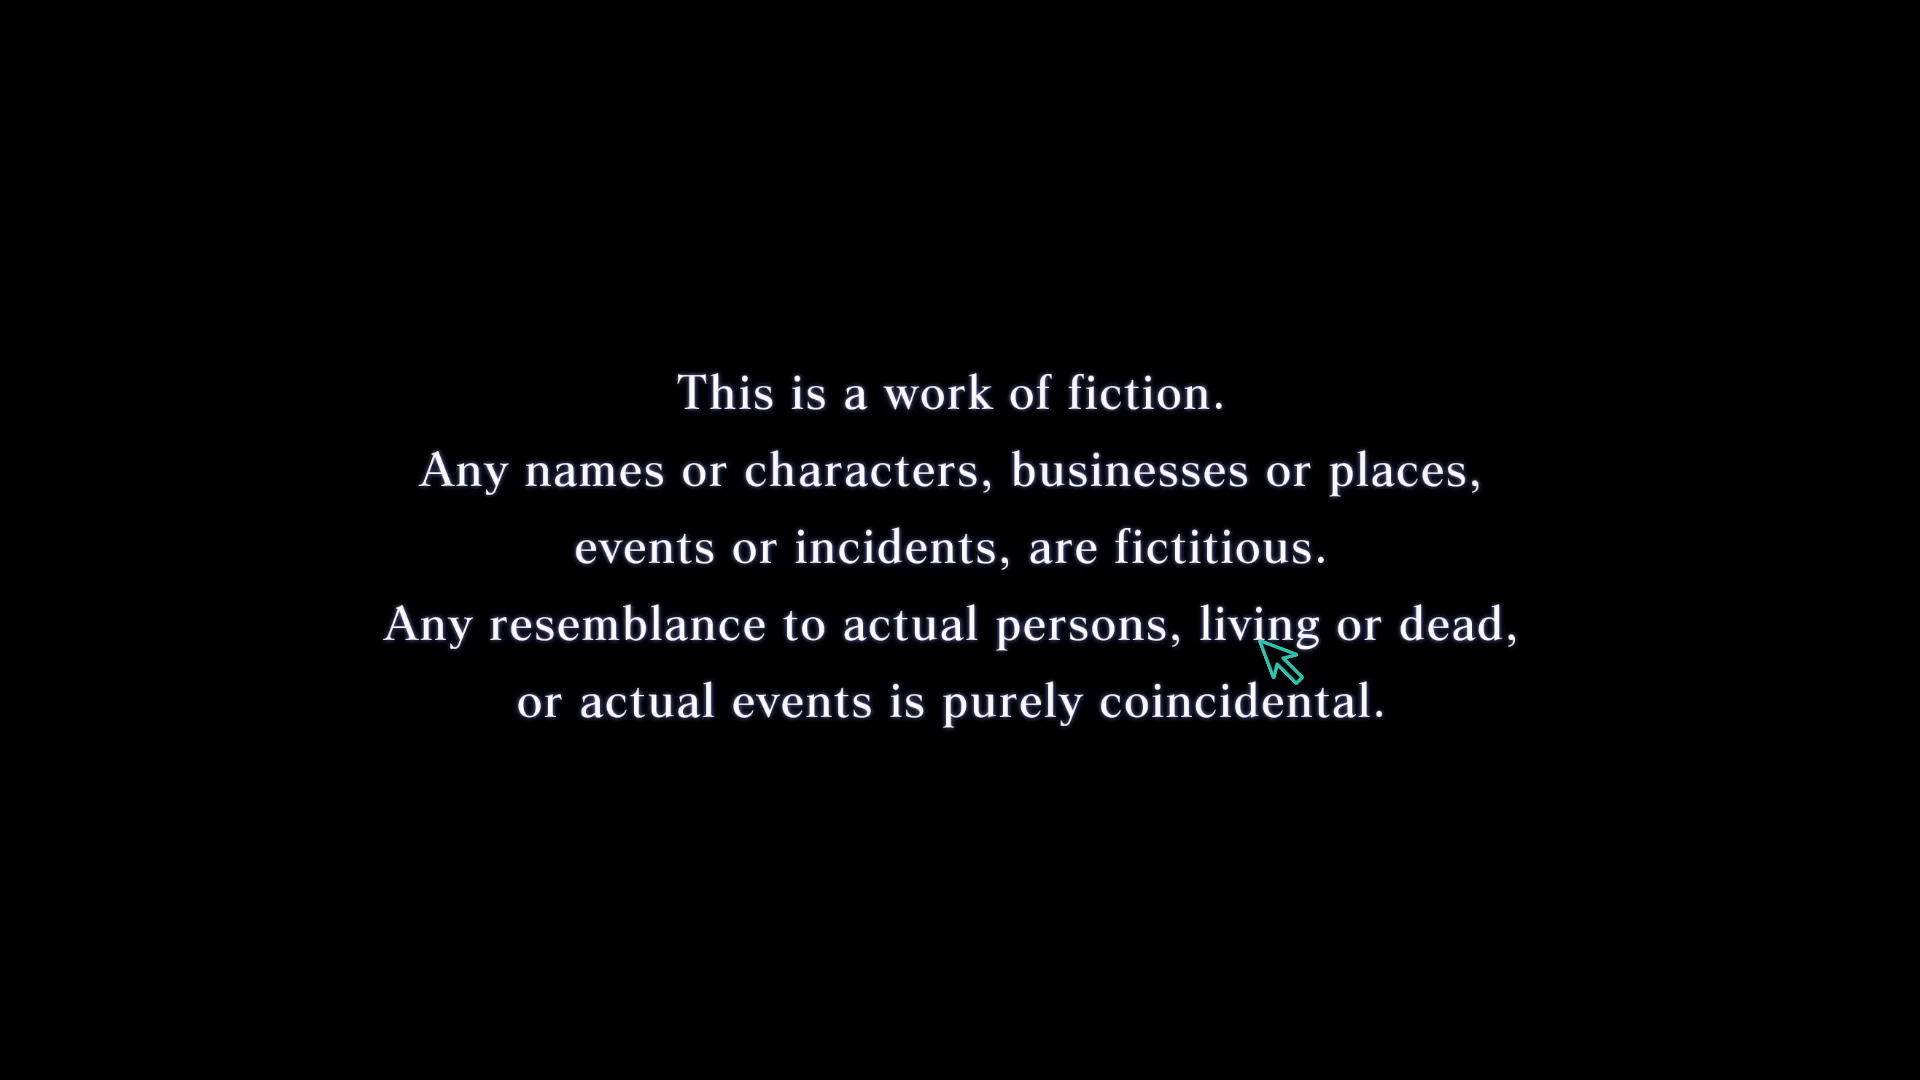 This is a work of fiction.
Any names or characters, businesses or places,
events or incidents, are fictitious.
Any resemblance to actual persons, living or dead,
or actual events is purely coincidental.